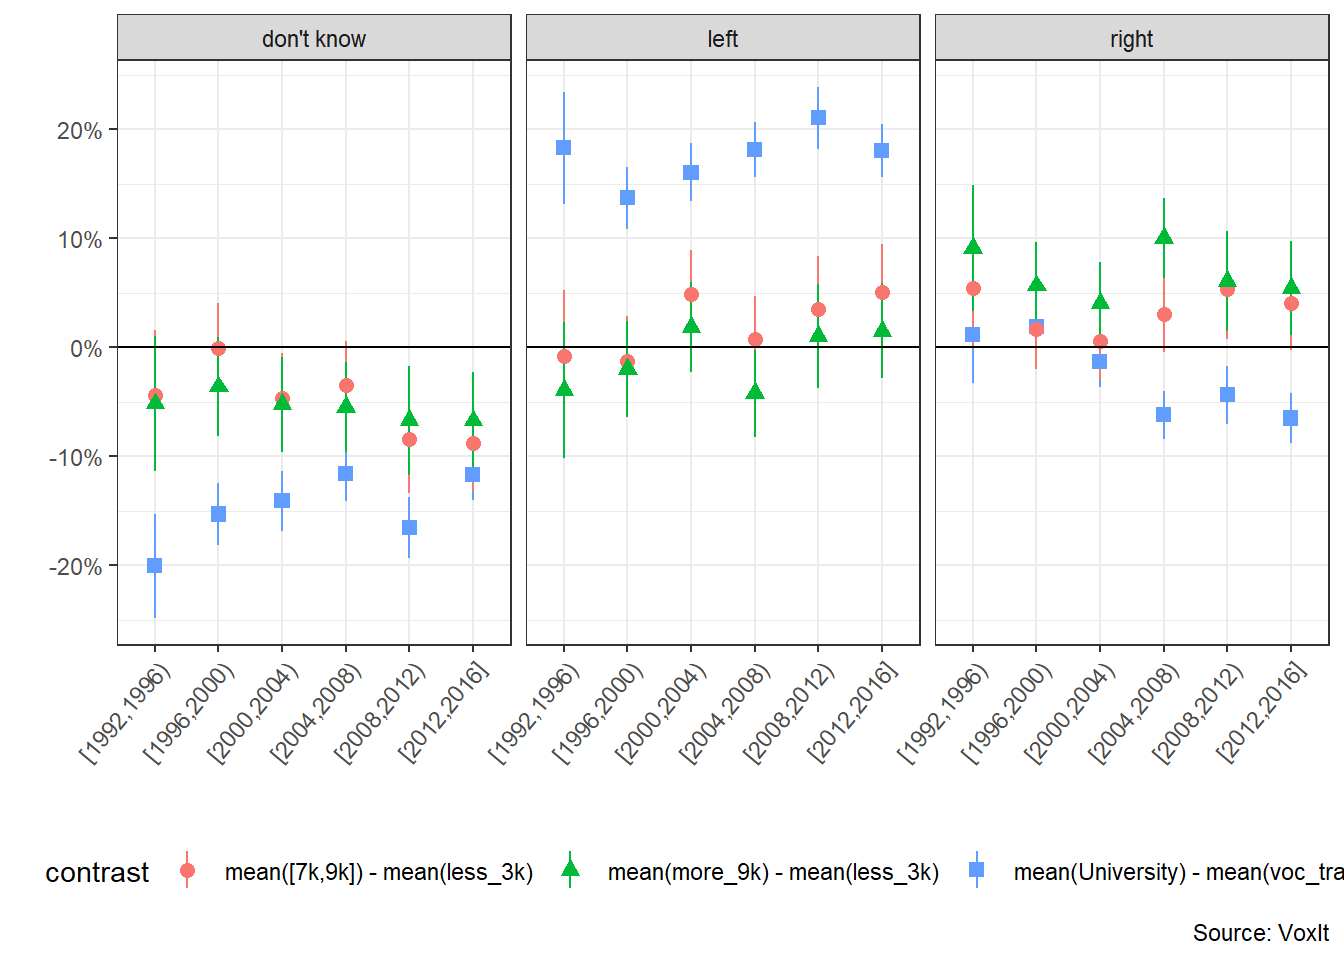 don't know
left
right
20%
10%
0%
-10%
-20%
[1992,1996)
[1996,2000)
[2000,2004)
[2004,2008)
[2008,2012)
[2012,2016]
[1992,1996)
[1996,2000)
[2000,2004)
[2004,2008)
[2008,2012)
[2012,2016]
[1992,1996)
[1996,2000)
[2000,2004)
[2004,2008)
[2008,2012)
[2012,2016]
contrast
mean([7k,9k]) - mean(less_3k)
mean(more_9k) - mean(less_3k)
mean(University) - mean(voc_tra
Source: VoxIt